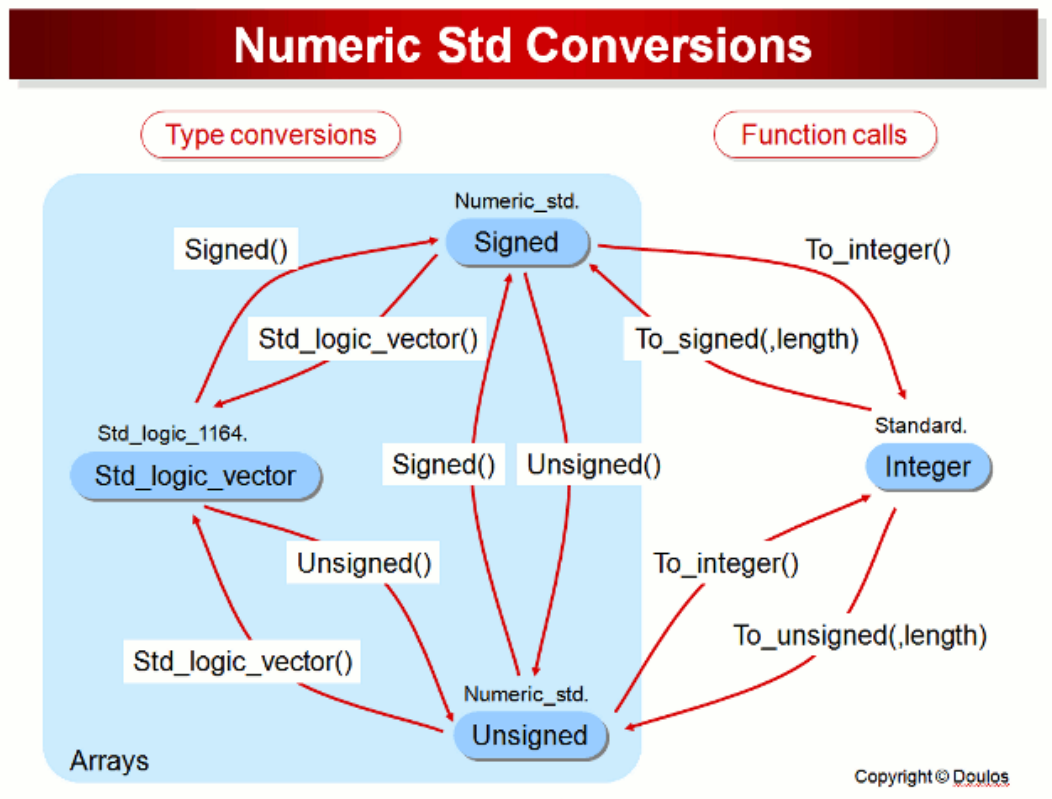 Numeric Std Conversions
Type conversions
Function calls
Numeric_std.
Signed
Signed()
To_integer()
Std_logic_vector()
To_signed(,length)
Std_logic_1164.
Std_logic_vector
Standard.
Integer
Signed()
Unsigned()
Unsigned()
To_integer()
To_unsigned(,length)
Std_logic_vector()
Numeric_std.
Unsigned
Arrays
Copyright © Doulos